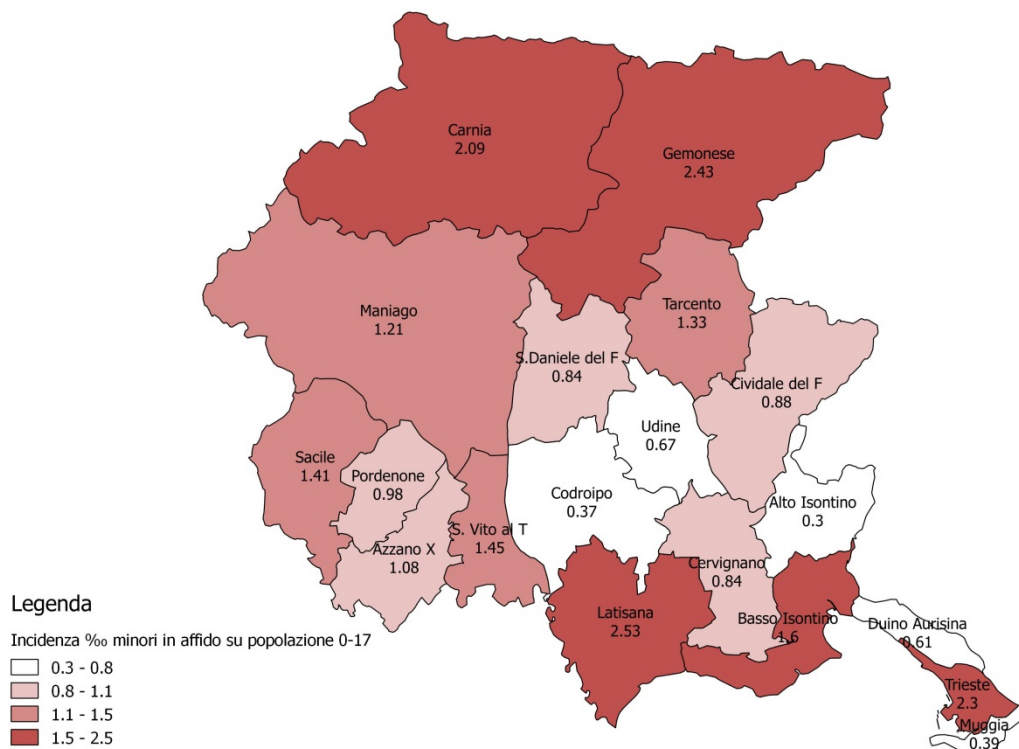 Carnia
2.09
Gemonese
2.43
Maniago
1.21
Tarcento
1.33
S.Daniele del F.
0.84
Cividale del F
0.88
Udine
0.67
Sacile
1.41
Pordenone
0.98
Codroipo
0.37
Alto Isontino
0.3
S. Vito al T
1.45
Azzano X
1.08
Cervignano
0.84
Latisana
2.53
Basso Isontino
1.6
Duino Aurisina
0.61
Trieste
2.3
Muggia
0.39
Legenda
Incidenza ‰ minori in affido su popolazione 0-17
0.3 - 0.8
0.8 - 1.1
1.1 - 1.5
1.5 - 2.5